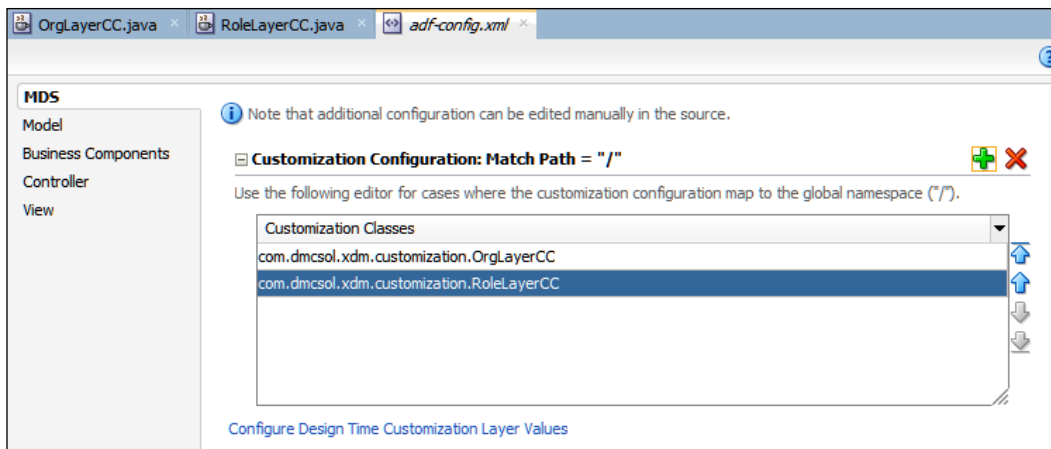 OrgLayerCC.java RoleLayerCC.java adf-config.xml
MDS
Model
Business Components
Controller
View
Note that additional configuration can be edited manually in the source.
Customization Configuration: Match Path = "/"
Use the following editor for cases where the customization configuration map to the global namespace ("/").
Customization Classes
com.dmcsol.xdm.customization.OrgLayerCC
com.dmcsol.xdm.customization.RoleLayerCC
Configure Design Time Customization Layer Values